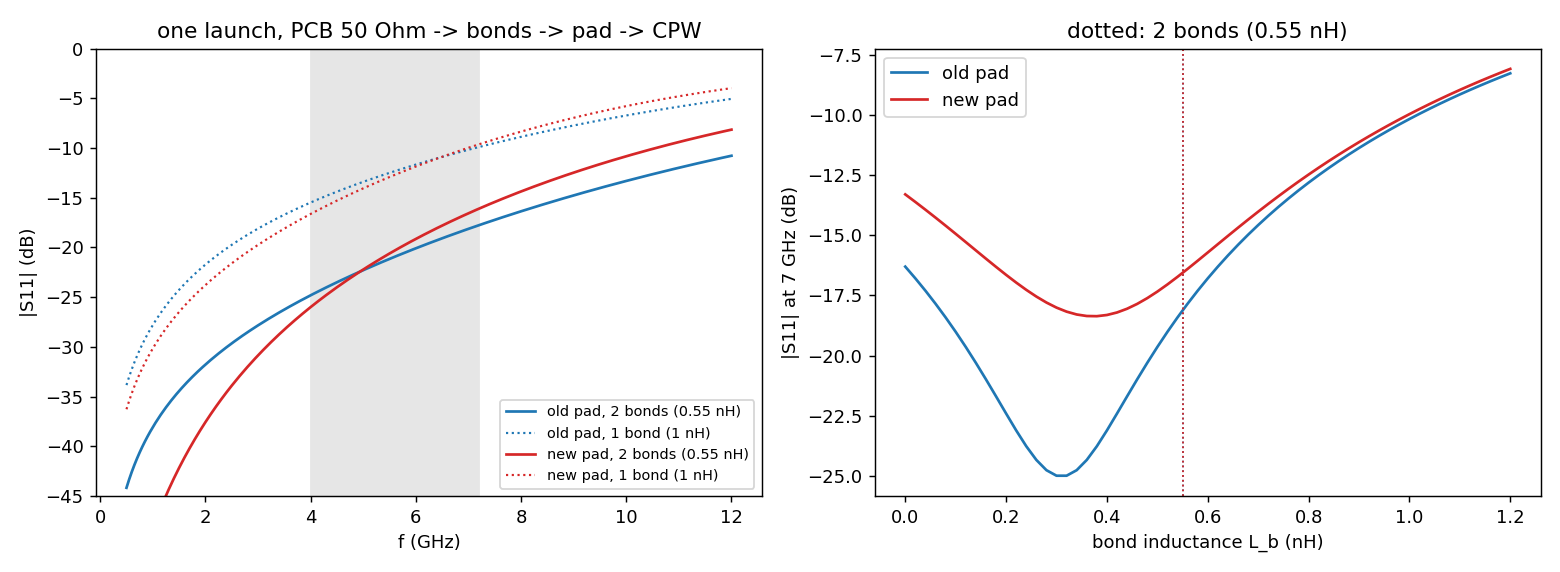 one launch, PCB 50 Ohm -> bonds -> pad -> CPW
|S11| (dB)
0
−5
−10
−15
−20
−25
−30
−35
−40
−45
old pad, 2 bonds (0.55 nH)
old pad, 1 bond (1 nH)
new pad, 2 bonds (0.55 nH)
new pad, 1 bond (1 nH)
0 2 4 6 8 10 12
f (GHz)
dotted: 2 bonds (0.55 nH)
|S11| at 7 GHz (dB)
−7.5
−10.0
−12.5
−15.0
−17.5
−20.0
−22.5
−25.0
old pad
new pad
0.0 0.2 0.4 0.6 0.8 1.0 1.2
bond inductance L_b (nH)